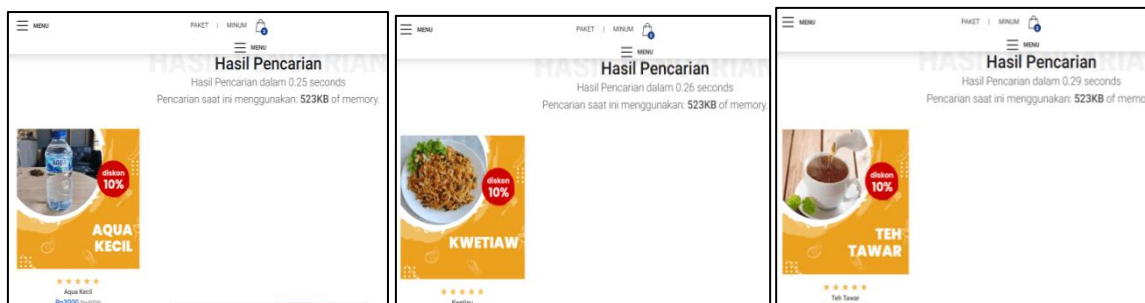 MENU
PAKET | MINUM
MENU
Hasil Pencarian
Hasil Pencarian dalam 0.25 seconds
Pencarian saat ini menggunakan: 523KB of memory.
diskon
10%
AQUA
KECIL
Aqua Kecil
Rp3000
MENU
PAKET | MINUM
MENU
Hasil Pencarian
Hasil Pencarian dalam 0.26 seconds
Pencarian saat ini menggunakan: 523KB of memory.
diskon
10%
KWETIAW
MENU
PAKET | MINUM
MENU
Hasil Pencarian
Hasil Pencarian dalam 0.29 seconds
Pencarian saat ini menggunakan: 523KB of memo
diskon
10%
TEH
TAWAR
Teh Tawar